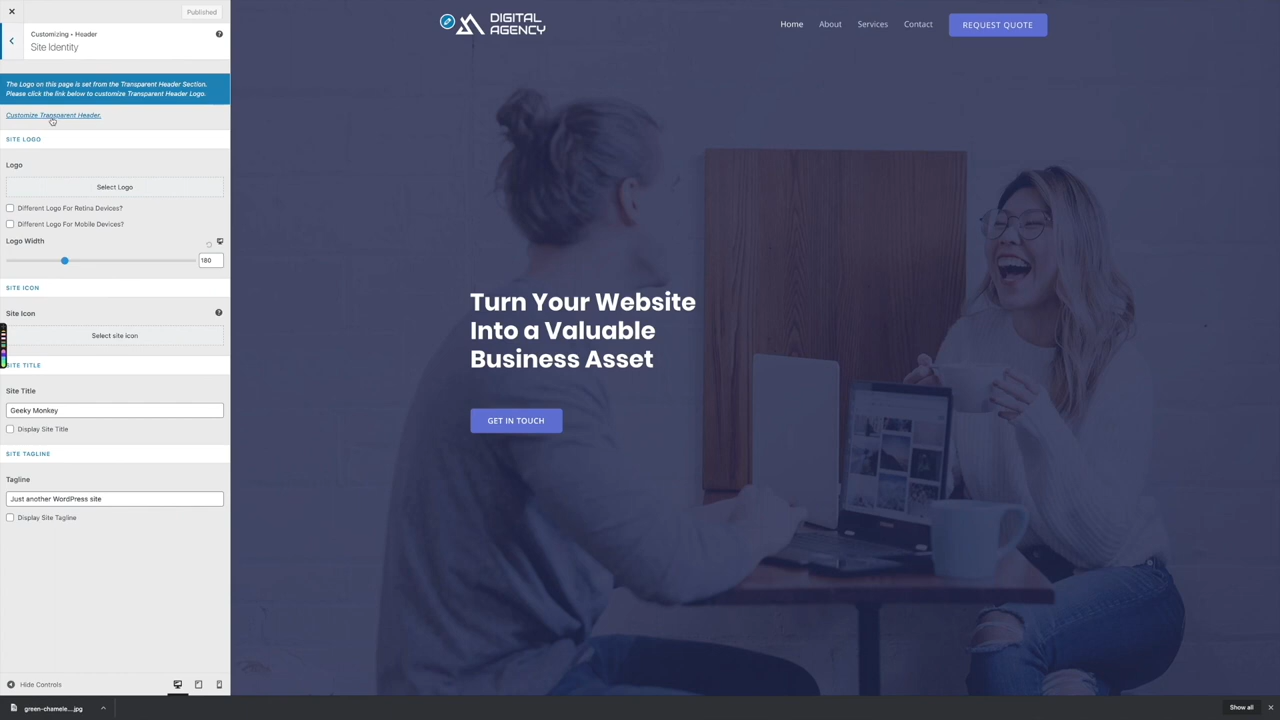 Published
Customizing • Header
Site Identity
The Logo on this page is set from the Transparent Header Section.
Please click the link below to customize Transparent Header Logo.
Customize Transparent Header.
SITE LOGO
Logo
Select Logo
Different Logo For Retina Devices?
Different Logo For Mobile Devices?
Logo Width
180
SITE ICON
Site Icon
Select site icon
SITE TITLE
Site Title
Geeky Monkey
Display Site Title
SITE TAGLINE
Tagline
Just another WordPress site
Display Site Tagline
Hide Controls
DIGITAL
AGENCY
Home About Services Contact REQUEST QUOTE
Turn Your Website
Into a Valuable
Business Asset
GET IN TOUCH
green-chamele....jpg
Show all